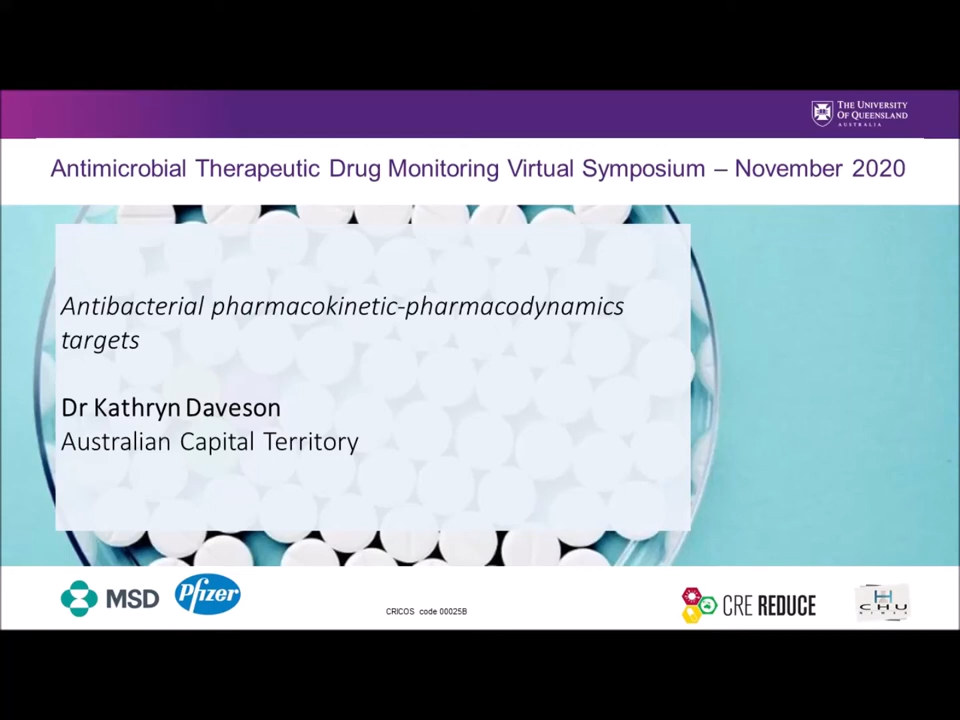 THE UNIVERSITY
OF QUEENSLAND
AUSTRALIA
Antimicrobial Therapeutic Drug Monitoring Virtual Symposium – November 2020
Antibacterial pharmacokinetic-pharmacodynamics
targets
Dr Kathryn Daveson
Australian Capital Territory
MSD
Pfizer
CRICOS code 00025B
CRE REDUCE
CHU